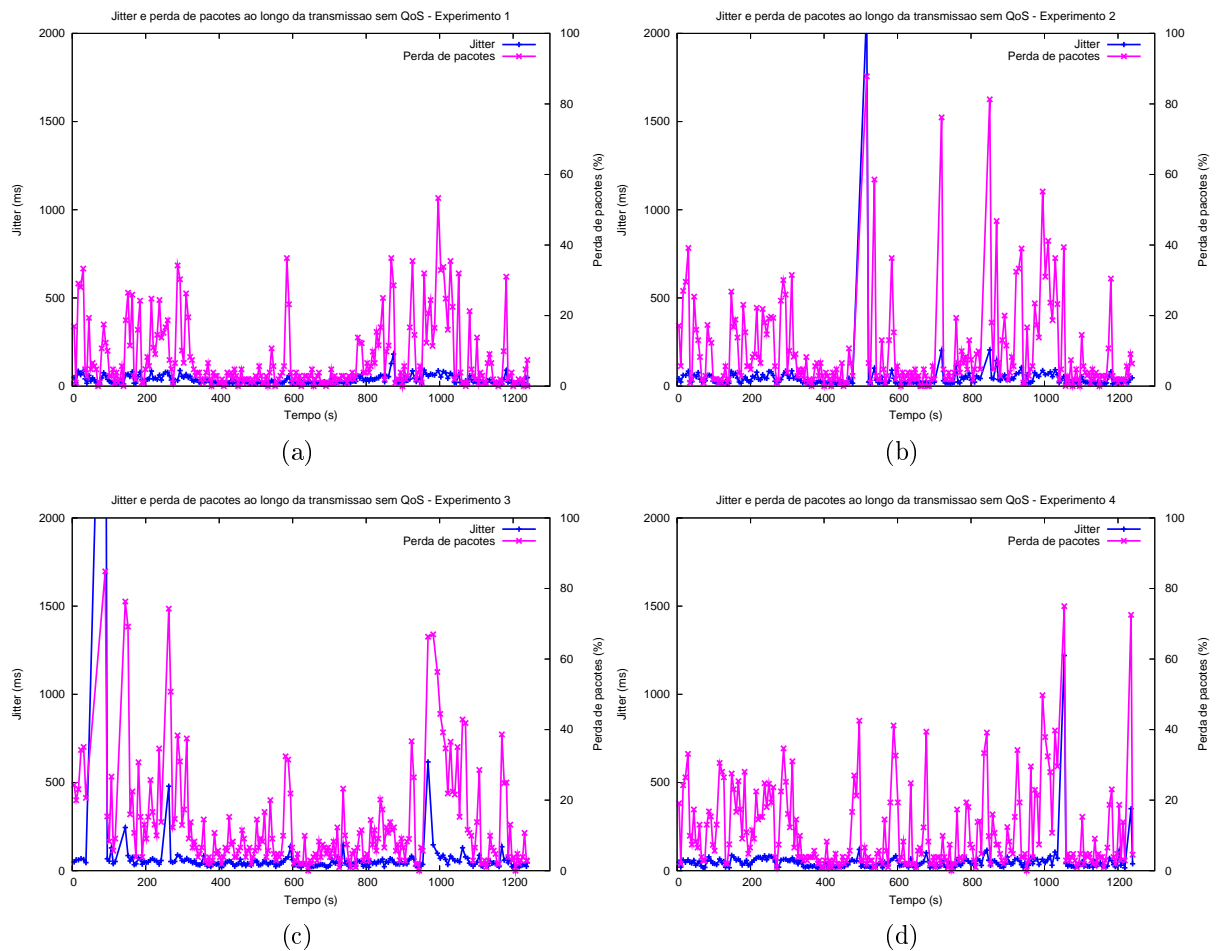 Jitter e perda de pacotes ao longo da transmissao sem QoS - Experimento 1
2000
1500
1000
500
0
100
80
60
40
20
0
Jitter
Perda de pacotes
Jitter (ms)
Perda de pacotes (%)
0 200 400 600 800 1000 1200
Tempo (s)
(a)
Jitter e perda de pacotes ao longo da transmissao sem QoS - Experimento 2
2000
1500
1000
500
0
100
80
60
40
20
0
Jitter
Perda de pacotes
Jitter (ms)
Perda de pacotes (%)
0 200 400 600 800 1000 1200
Tempo (s)
(b)
Jitter e perda de pacotes ao longo da transmissao sem QoS - Experimento 3
2000
1500
1000
500
0
100
80
60
40
20
0
Jitter
Perda de pacotes
Jitter (ms)
Perda de pacotes (%)
0 200 400 600 800 1000 1200
Tempo (s)
(c)
Jitter e perda de pacotes ao longo da transmissao sem QoS - Experimento 4
2000
1500
1000
500
0
100
80
60
40
20
0
Jitter
Perda de pacotes
Jitter (ms)
Perda de pacotes (%)
0 200 400 600 800 1000 1200
Tempo (s)
(d)